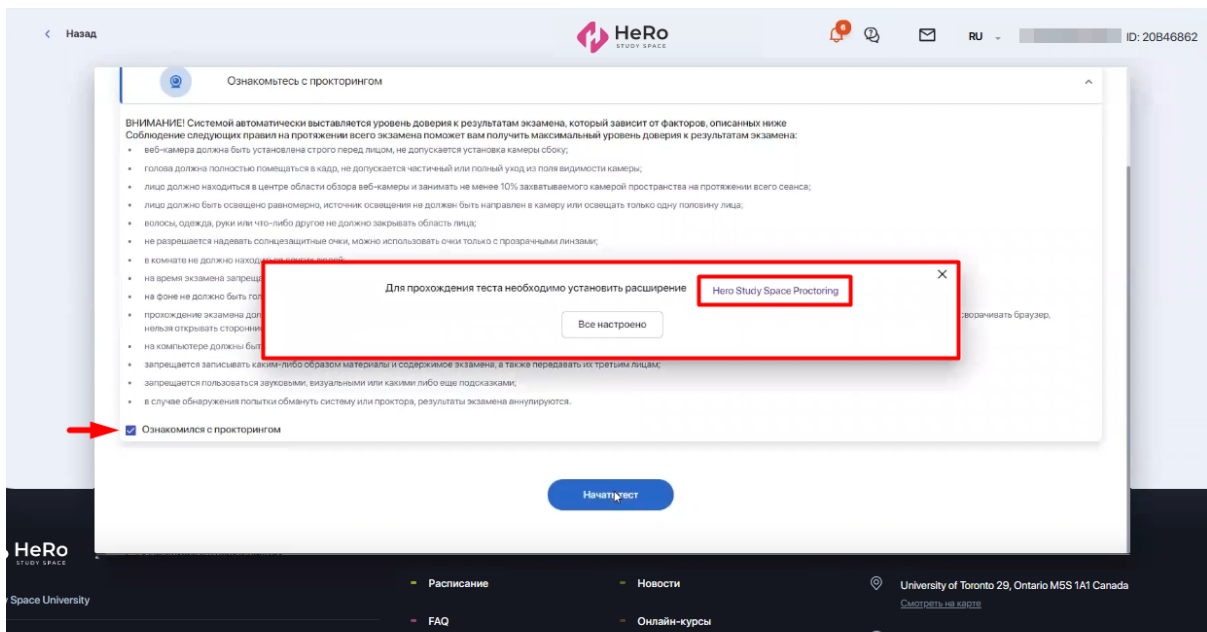 Назад
HeRo
STUDY SPACE
6
RU
ID: 20B46862
Ознакомьтесь с прокторингом
ВНИМАНИЕ! Системой автоматически выставляется уровень доверия к результатам экзамена, который зависит от факторов, описанных ниже
Соблюдение следующих правил на протяжении всего экзамена поможет вам получить максимальный уровень доверия к результатам экзамена:
• веб-камера должна быть установлена строго перед лицом, не допускается установка камеры сбоку;
• голова должна полностью помещаться в кадр, не допускается частичный или полный уход из поля видимости камеры;
• лицо должно находиться в центре области обзора веб-камеры и занимать не менее 10% захватываемого камерой пространства на протяжении всего сеанса;
• лицо должно быть освещено равномерно, источник освещения не должен быть направлен в камеру или освещать только одну половину лица;
• волосы, одежда, руки или что-либо другое не должно закрывать область лица;
• не разрешается надевать солнцезащитные очки, можно использовать очки только с прозрачными линзами;
• в комнате не должно находиться других людей;
• на время экзамена запреща
• на фоне не должно быть гол
• прохождение экзамена дол
сворачивать браузер,
нельзя открывать сторонни
• на компьютере должны быт
Для прохождения теста необходимо установить расширение
Hero Study Space Proctoring
Все настроено
• запрещается записывать каким-либо образом материалы и содержимое экзамена, а также передавать их третьим лицам;
• запрещается пользоваться звуковыми, визуальными или какими либо еще подсказками;
• в случае обнаружения попытки обмануть систему или проктора, результаты экзамена аннулируются.
Ознакомился с прокторингом
Начать тест
HeRo
STUDY SPACE
Space University
Расписание
Новости
University of Toronto 29, Ontario M5S 1A1 Canada
Смотреть на карте
FAQ
Онлайн-курсы